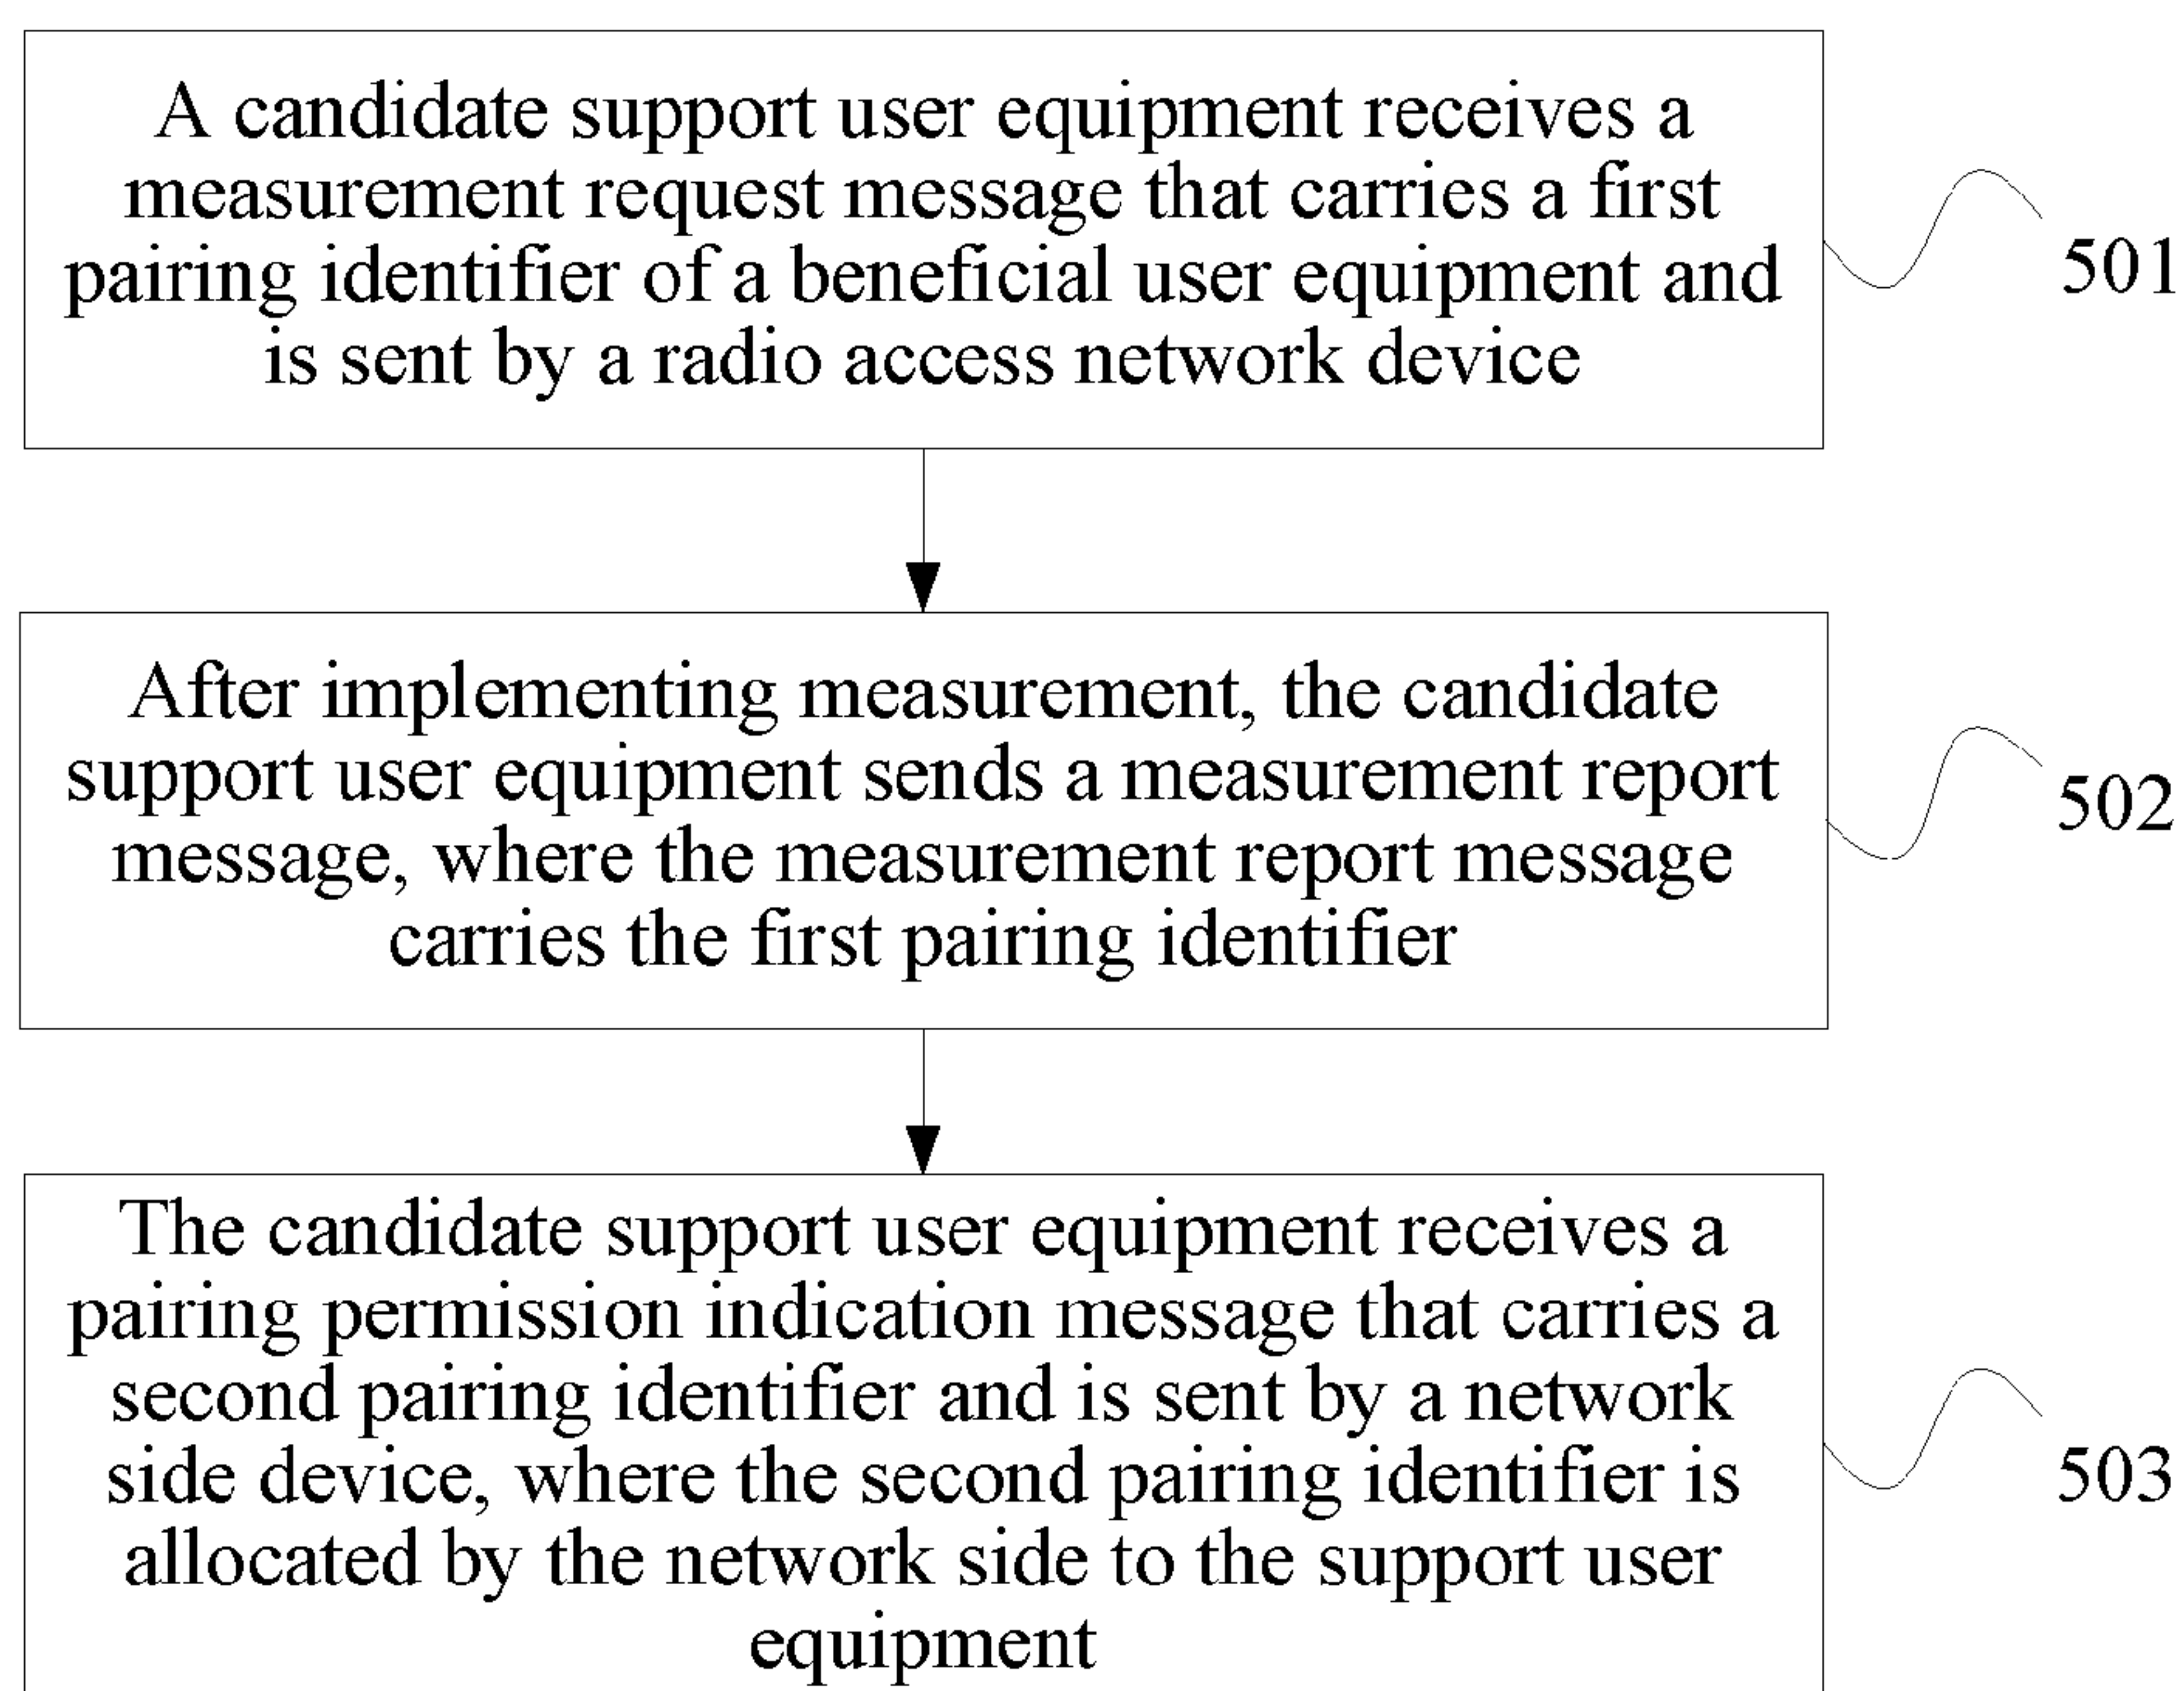 A candidate support user equipment receives a
measurement request message that carries a first
pairing identifier of a beneficial user equipment and
is sent by a radio access network device
501
After implementing measurement, the candidate
support user equipment sends a measurement report
message, where the measurement report message
carries the first pairing identifier
502
The candidate support user equipment receives a
pairing permission indication message that carries a
second pairing identifier and is sent by a network
side device, where the second pairing identifier is
allocated by the network side to the support user
equipment
503